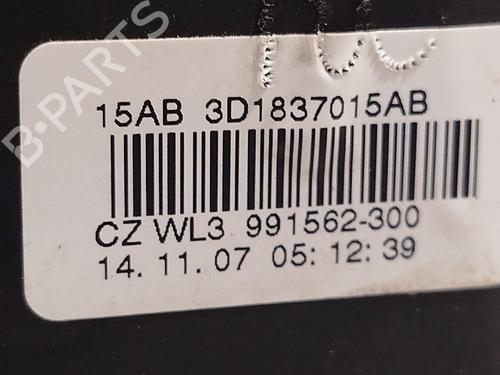 B-PARTS
15AB 3D1837015AB
CZ WL3 991562-300
14. 11. 07 05: 12: 39